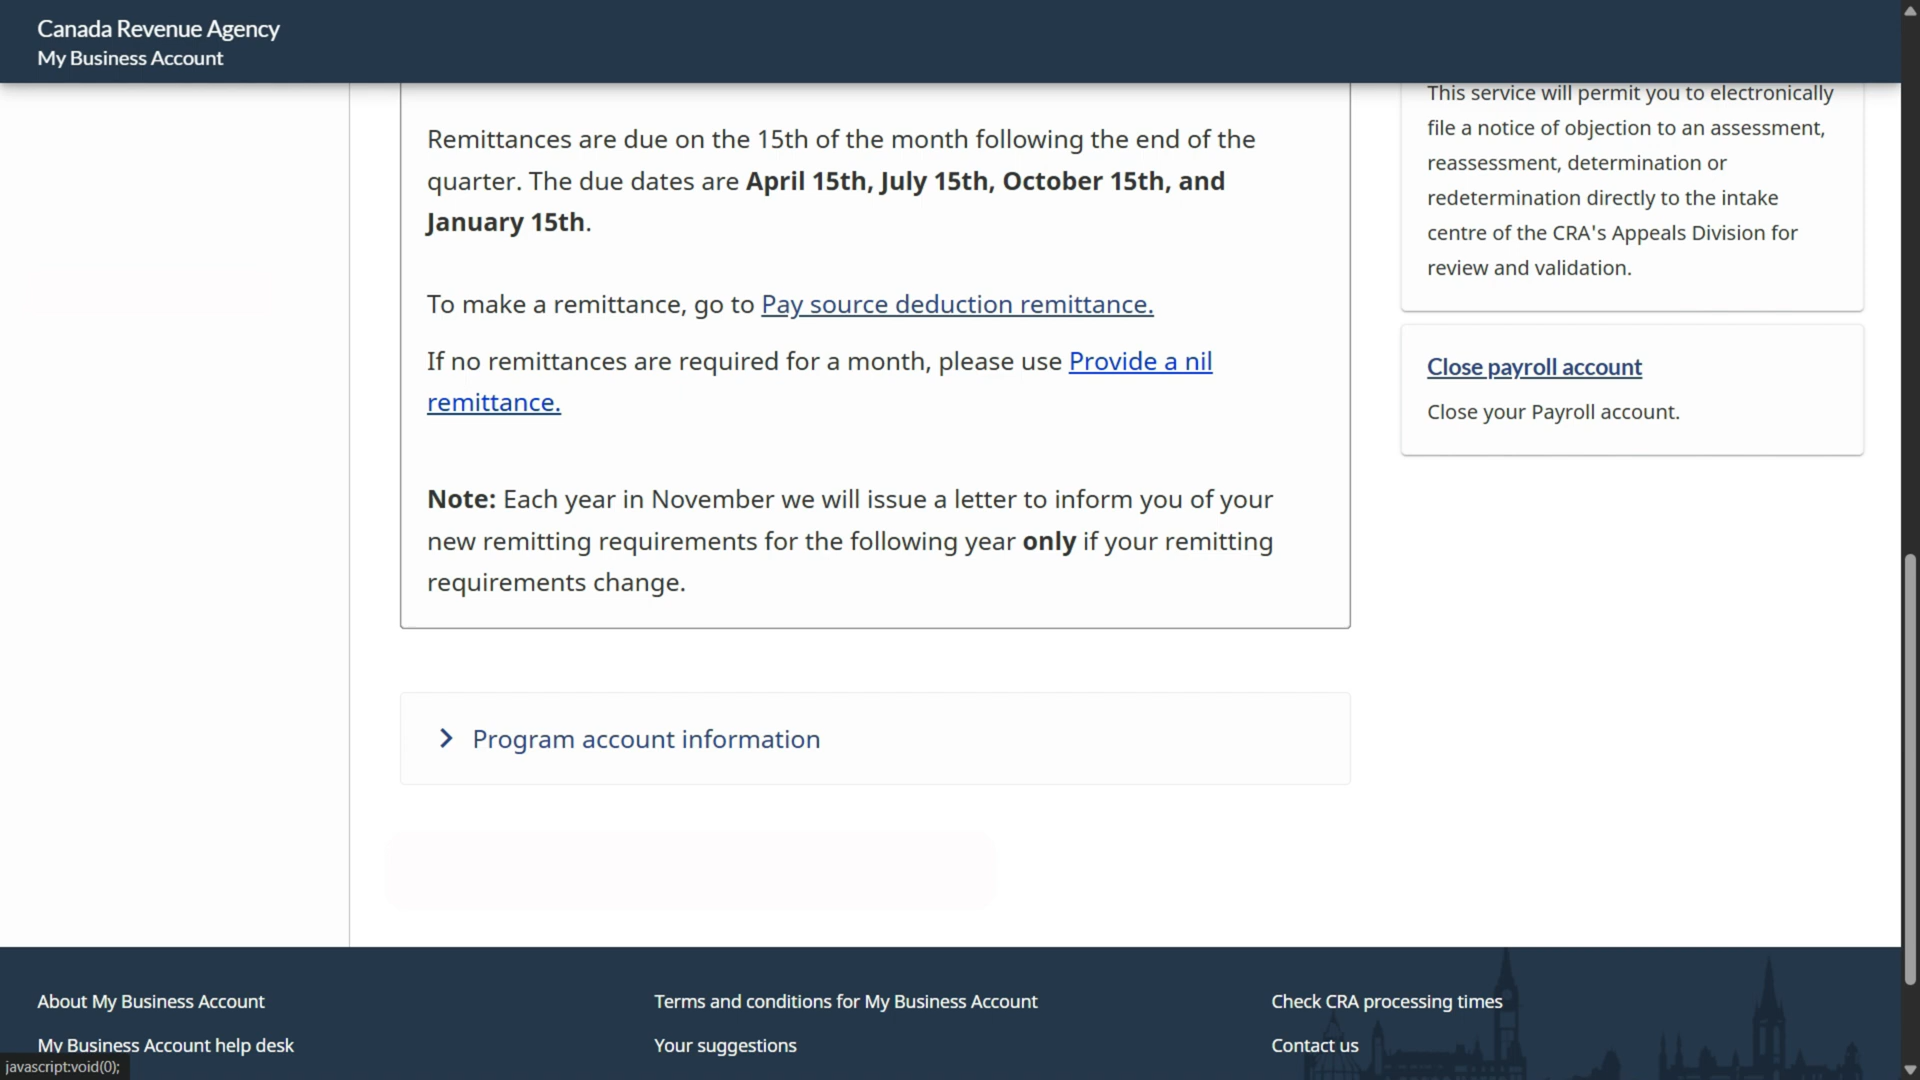 Canada Revenue Agency
My Business Account
Remittances are due on the 15th of the month following the end of the
quarter. The due dates are April 15th, July 15th, October 15th, and
January 15th.
To make a remittance, go to Pay source deduction remittance.
If no remittances are required for a month, please use Provide a nil
remittance.
Note: Each year in November we will issue a letter to inform you of your
new remitting requirements for the following year only if your remitting
requirements change.
Program account information
This service will permit you to electronically
file a notice of objection to an assessment,
reassessment, determination or
redetermination directly to the intake
centre of the CRA's Appeals Division for
review and validation.
Close payroll account
Close your Payroll account.
About My Business Account
Terms and conditions for My Business Account
Check CRA processing times
My Business Account help desk
Your suggestions
Contact us
javascript:void(0);